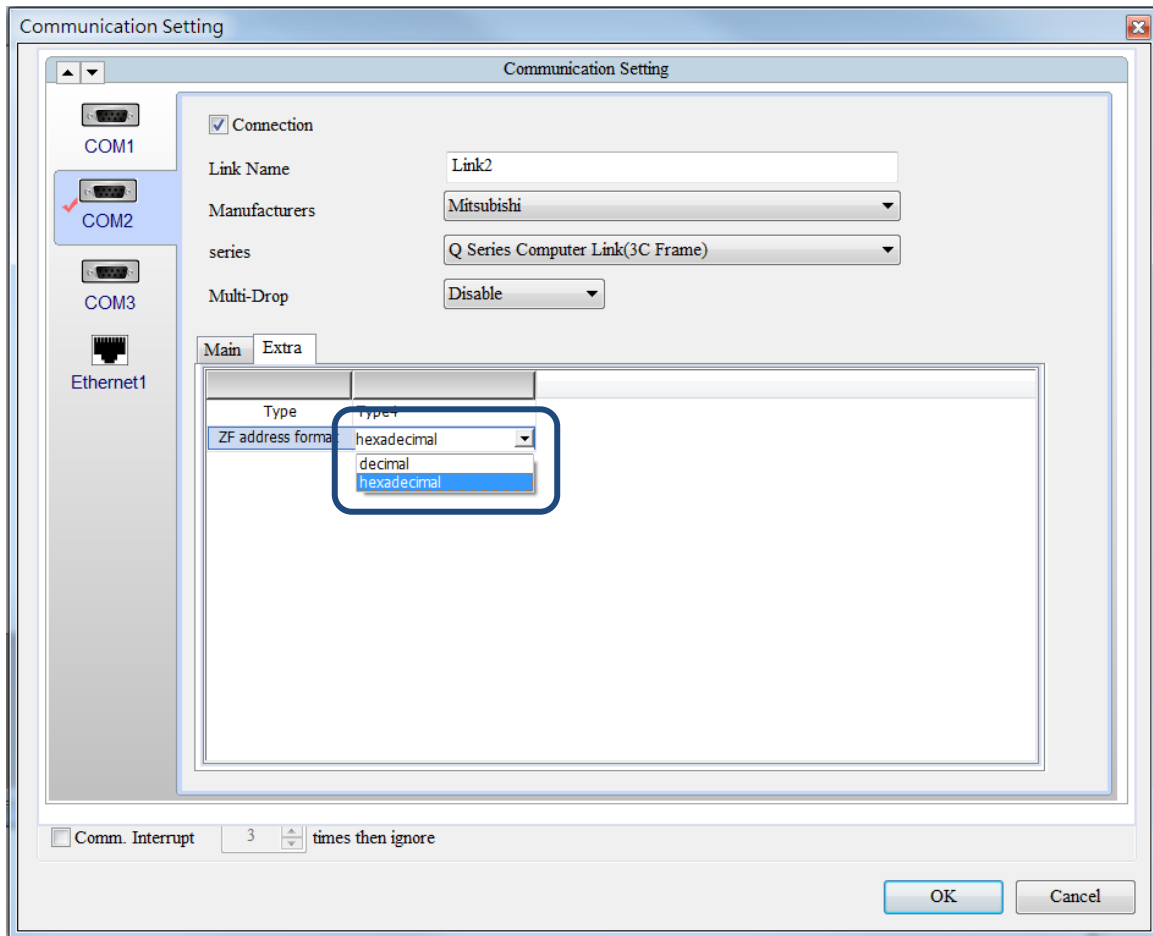 Communication Setting
Communication Setting
COM1
COM2
COM3
Ethernet1
Connection
Link Name Link2
Manufacturers Mitsubishi
series Q Series Computer Link(3C Frame)
Multi-Drop Disable
Main Extra
Type Type4
ZF address format hexadecimal
decimal
hexadecimal
Comm. Interrupt 3 times then ignore
OK Cancel